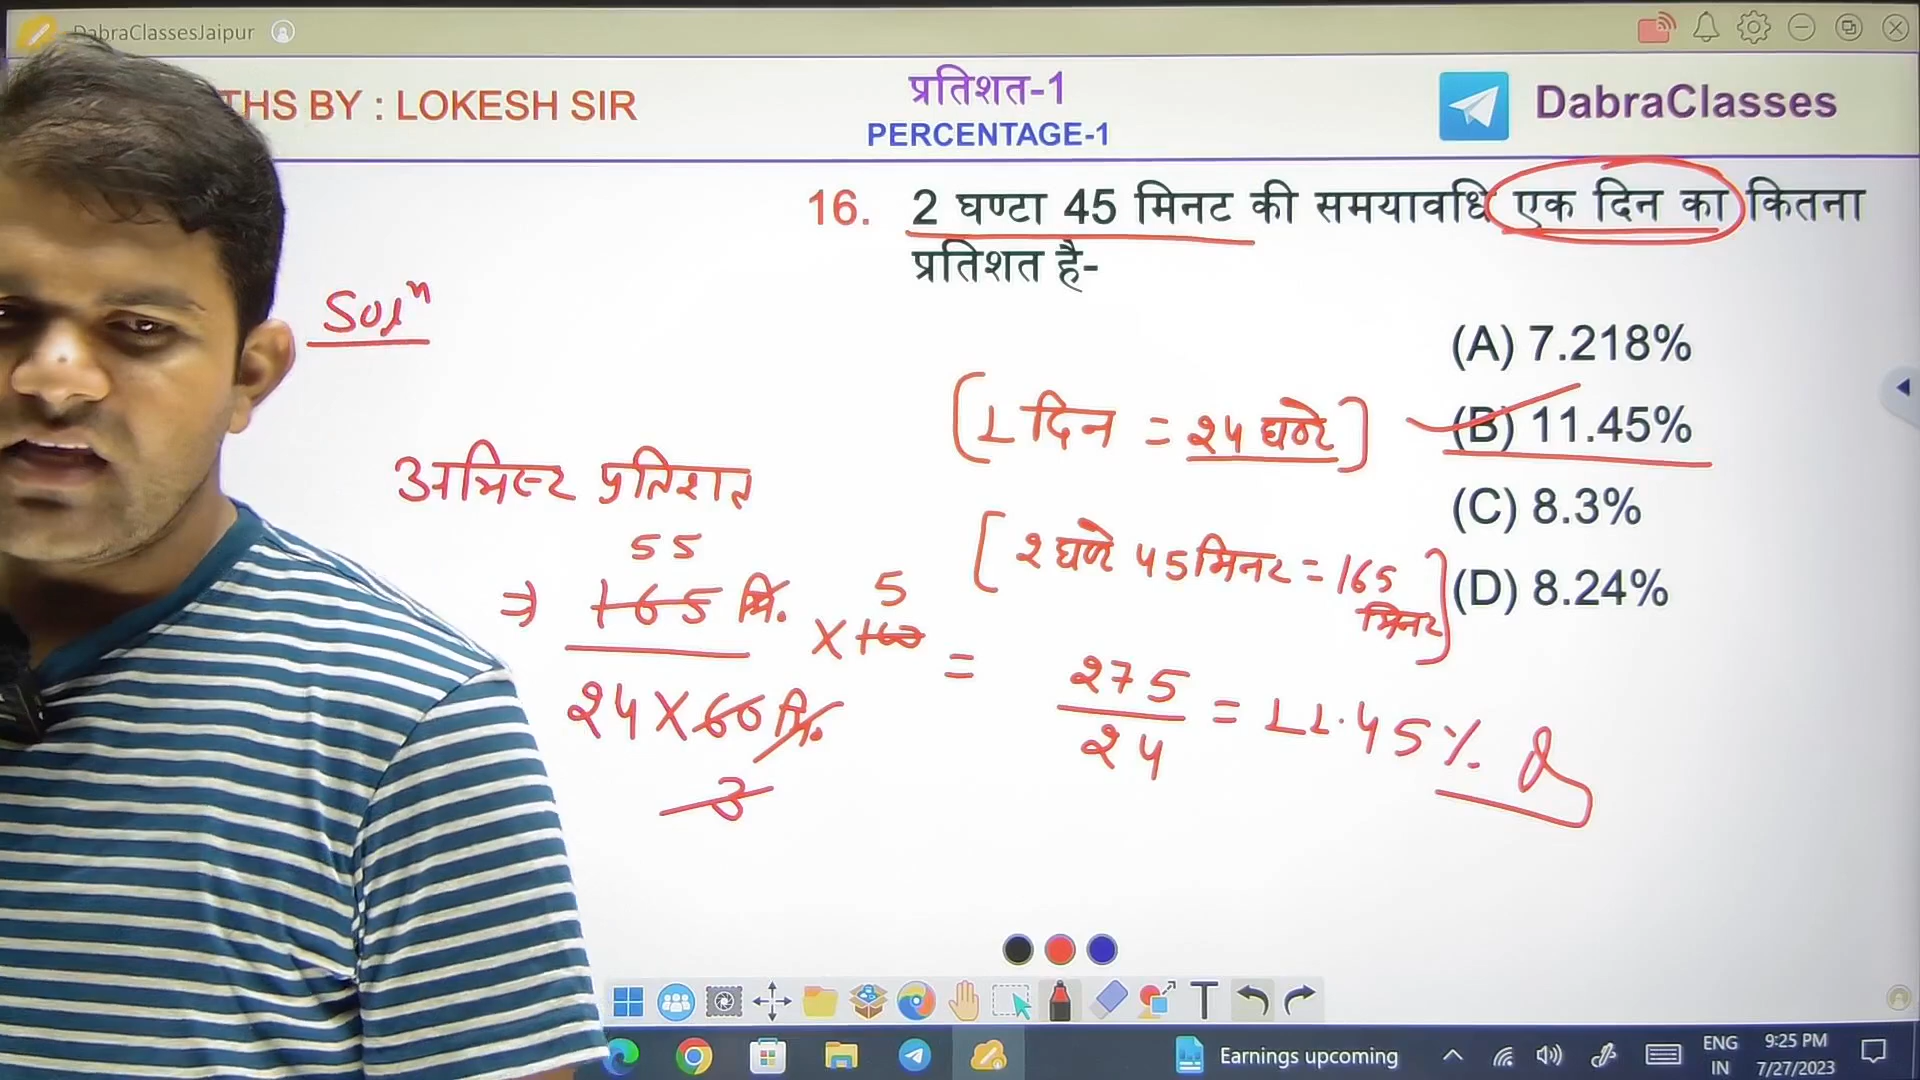 DabraClassesJaipur
THS BY : LOKESH SIR
प्रतिशत-1
PERCENTAGE-1
DabraClasses
16. 2 घण्टा 45 मिनट की समयावधि एक दिन का कितना
प्रतिशत है-
Solⁿ
(A) 7.218%
[1 दिन = 24 घण्टे]
(B) 11.45%
प्रतिशत
(C) 8.3%
[2 घण्टे 45 मिनट = 165
मिनट]
(D) 8.24%
55
⇒ 165 मि.
5
× 100
24 × 60 मि.
3
= 275
24
= 11.45%
Earnings upcoming
ENG
IN
9:25 PM
7/27/2023